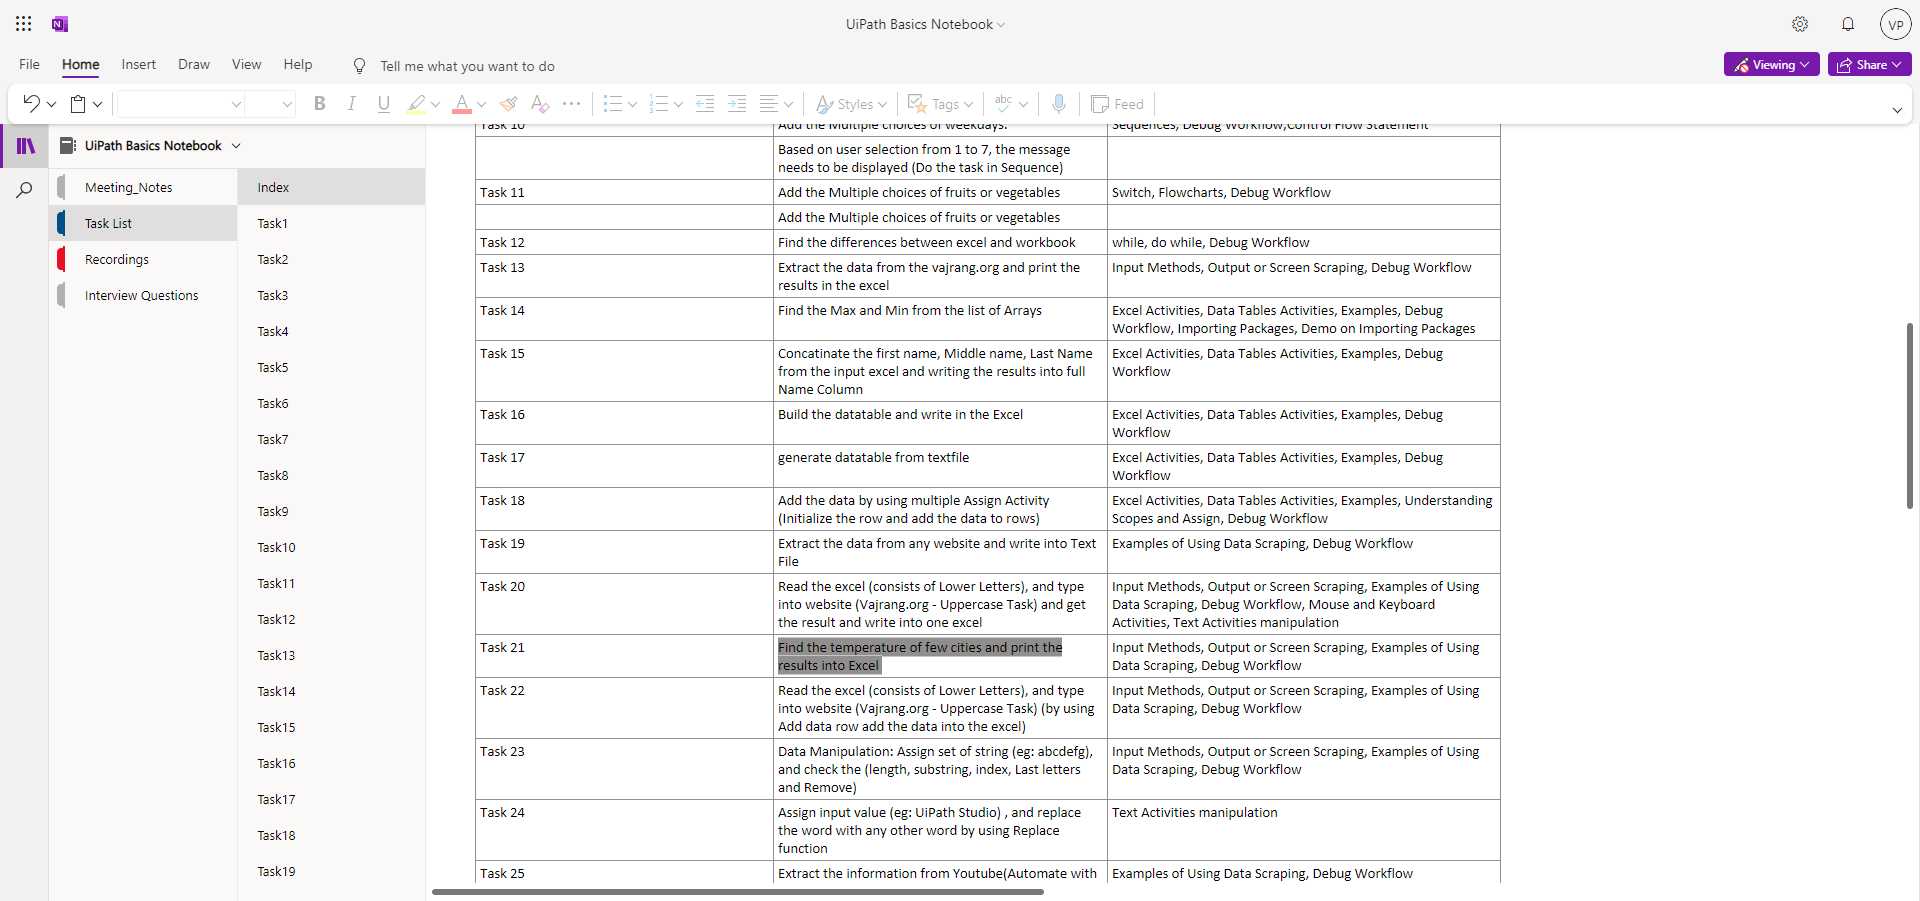 UiPath Basics Notebook
VP
File Home Insert Draw View Help Tell me what you want to do
Viewing Share
B I U A A Styles Tags abc Feed
UiPath Basics Notebook
Meeting_Notes
Task List
Recordings
Interview Questions
Index
Task1
Task2
Task3
Task4
Task5
Task6
Task7
Task8
Task9
Task10
Task11
Task12
Task13
Task14
Task15
Task16
Task17
Task18
Task19
Task 10 Add the Multiple choices of weekdays. Sequences, Debug Workflow,Control Flow Statement
Based on user selection from 1 to 7, the message
needs to be displayed (Do the task in Sequence)
Task 11 Add the Multiple choices of fruits or vegetables Switch, Flowcharts, Debug Workflow
Add the Multiple choices of fruits or vegetables
Task 12 Find the differences between excel and workbook while, do while, Debug Workflow
Task 13 Extract the data from the vajrang.org and print the Input Methods, Output or Screen Scraping, Debug Workflow
results in the excel
Task 14 Find the Max and Min from the list of Arrays Excel Activities, Data Tables Activities, Examples, Debug
Workflow, Importing Packages, Demo on Importing Packages
Task 15 Concatinate the first name, Middle name, Last Name Excel Activities, Data Tables Activities, Examples, Debug
from the input excel and writing the results into full Workflow
Name Column
Task 16 Build the datatable and write in the Excel Excel Activities, Data Tables Activities, Examples, Debug
Workflow
Task 17 generate datatable from textfile Excel Activities, Data Tables Activities, Examples, Debug
Workflow
Task 18 Add the data by using multiple Assign Activity Excel Activities, Data Tables Activities, Examples, Understanding
(Initialize the row and add the data to rows) Scopes and Assign, Debug Workflow
Task 19 Extract the data from any website and write into Text Examples of Using Data Scraping, Debug Workflow
File
Task 20 Read the excel (consists of Lower Letters), and type Input Methods, Output or Screen Scraping, Examples of Using
into website (Vajrang.org - Uppercase Task) and get Data Scraping, Debug Workflow, Mouse and Keyboard
the result and write into one excel Activities, Text Activities manipulation
Task 21 Find the temperature of few cities and print the Input Methods, Output or Screen Scraping, Examples of Using
results into Excel Data Scraping, Debug Workflow
Task 22 Read the excel (consists of Lower Letters), and type Input Methods, Output or Screen Scraping, Examples of Using
into website (Vajrang.org - Uppercase Task) (by using Data Scraping, Debug Workflow
Add data row add the data into the excel)
Task 23 Data Manipulation: Assign set of string (eg: abcdefg), Input Methods, Output or Screen Scraping, Examples of Using
and check the (length, substring, index, Last letters Data Scraping, Debug Workflow
and Remove)
Task 24 Assign input value (eg: UiPath Studio) , and replace Text Activities manipulation
the word with any other word by using Replace
function
Task 25 Extract the information from Youtube(Automate with Examples of Using Data Scraping, Debug Workflow